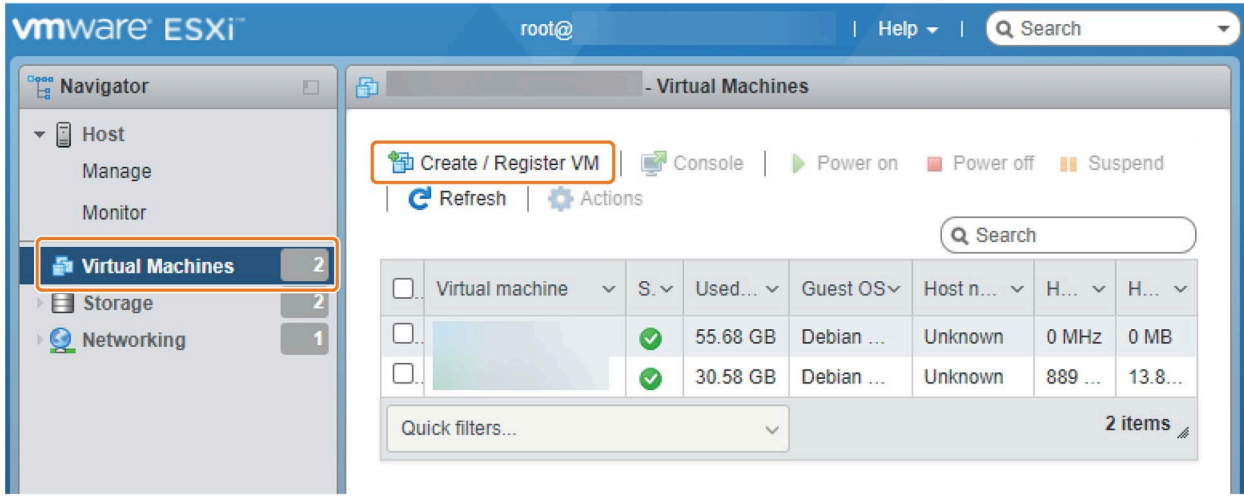 vmware ESXi™ root@ | Help | Search
Navigator
- Virtual Machines
Host
Manage
Monitor
Virtual Machines 2
Storage 2
Networking 1
Create / Register VM | Console | Power on Power off Suspend
| Refresh | Actions
Search
Virtual machine S.. Used... Guest OS Host n... H... H...
55.68 GB Debian ... Unknown 0 MHz 0 MB
30.58 GB Debian ... Unknown 889 ... 13.8...
Quick filters... 2 items